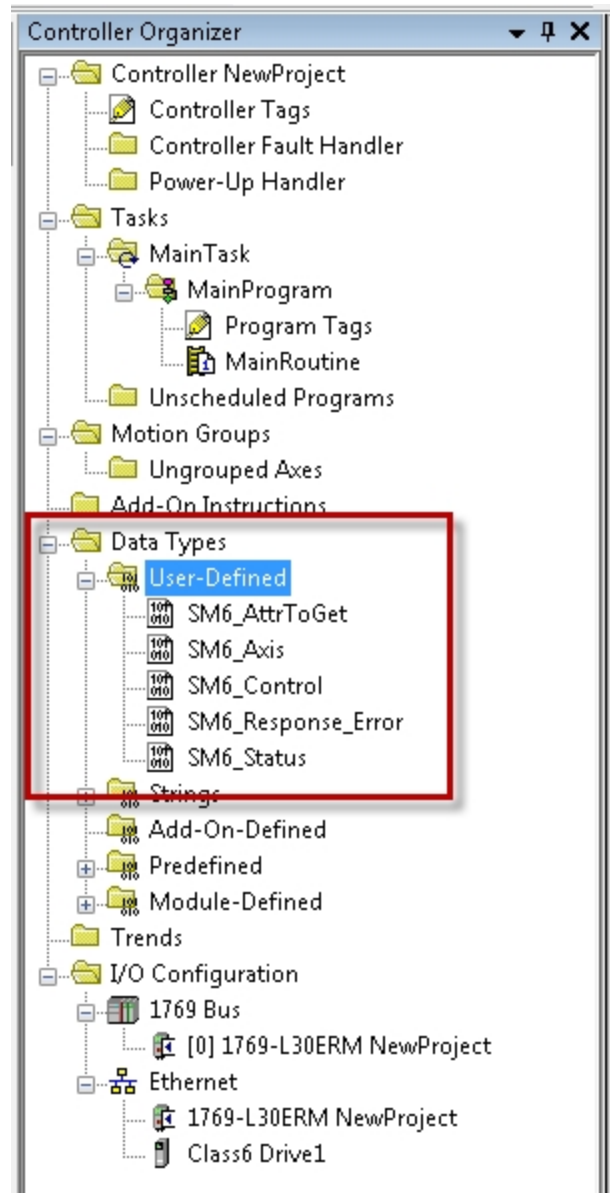 Controller Organizer
Controller NewProject
Controller Tags
Controller Fault Handler
Power-Up Handler
Tasks
MainTask
MainProgram
Program Tags
MainRoutine
Unscheduled Programs
Motion Groups
Ungrouped Axes
Add-On Instructions
Data Types
User-Defined
SM6_AttrToGet
SM6_Axis
SM6_Control
SM6_Response_Error
SM6_Status
Strings
Add-On-Defined
Predefined
Module-Defined
Trends
I/O Configuration
1769 Bus
[0] 1769-L30ERM NewProject
Ethernet
1769-L30ERM NewProject
Class6 Drive1